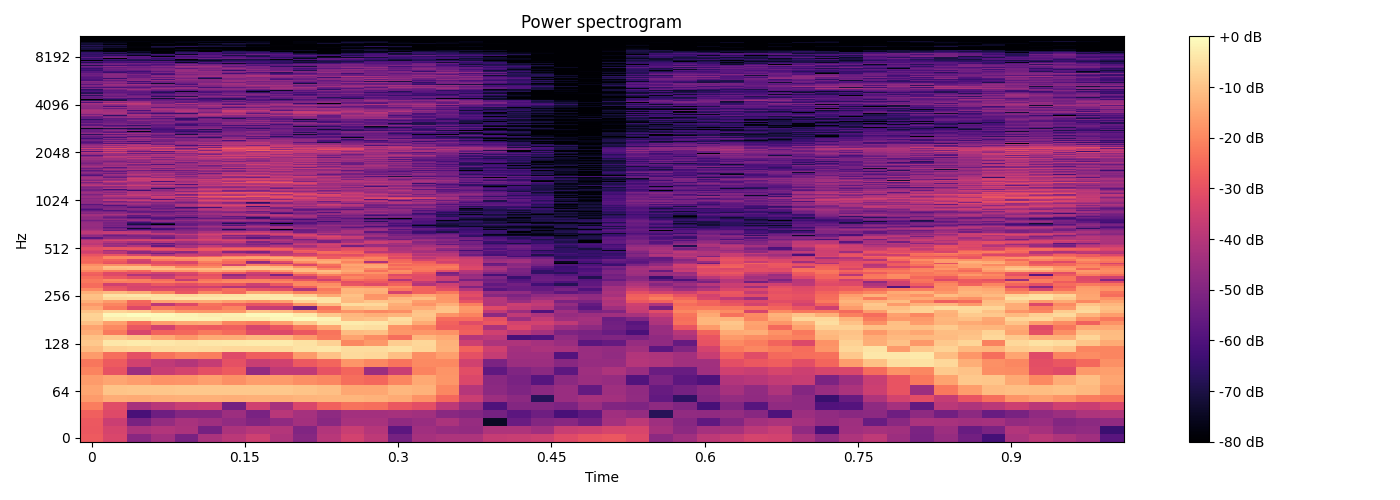 Power spectrogram
Hz
8192
4096
2048
1024
512
256
128
64
0
0
0.15
0.3
0.45
0.6
0.75
0.9
Time
+0 dB
-10 dB
-20 dB
-30 dB
-40 dB
-50 dB
-60 dB
-70 dB
-80 dB